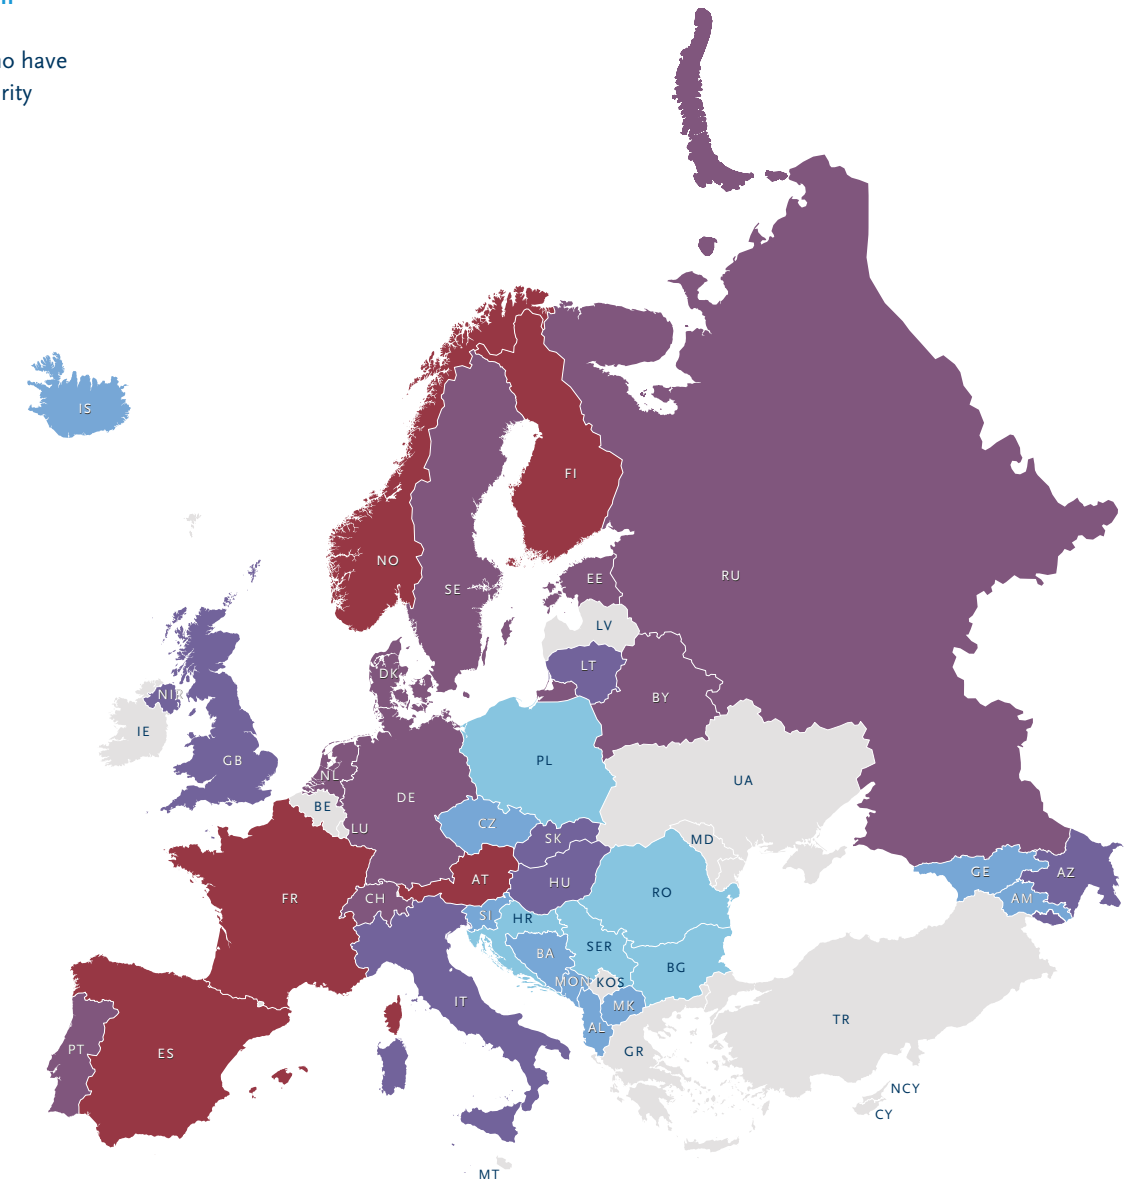 no have
rity
IS
FI
NO
RU
SE
EE
LV
LT
DK
NIR
BY
IE
GB
PL
UA
NL
DE
BE
CZ
LU
SK
MD
GE
AZ
AT
HU
CH
RO
FR
AM
SI
HR
BA
SER
BG
MON
KOS
IT
MK
TR
AL
PT
ES
GR
NCY
CY
MT